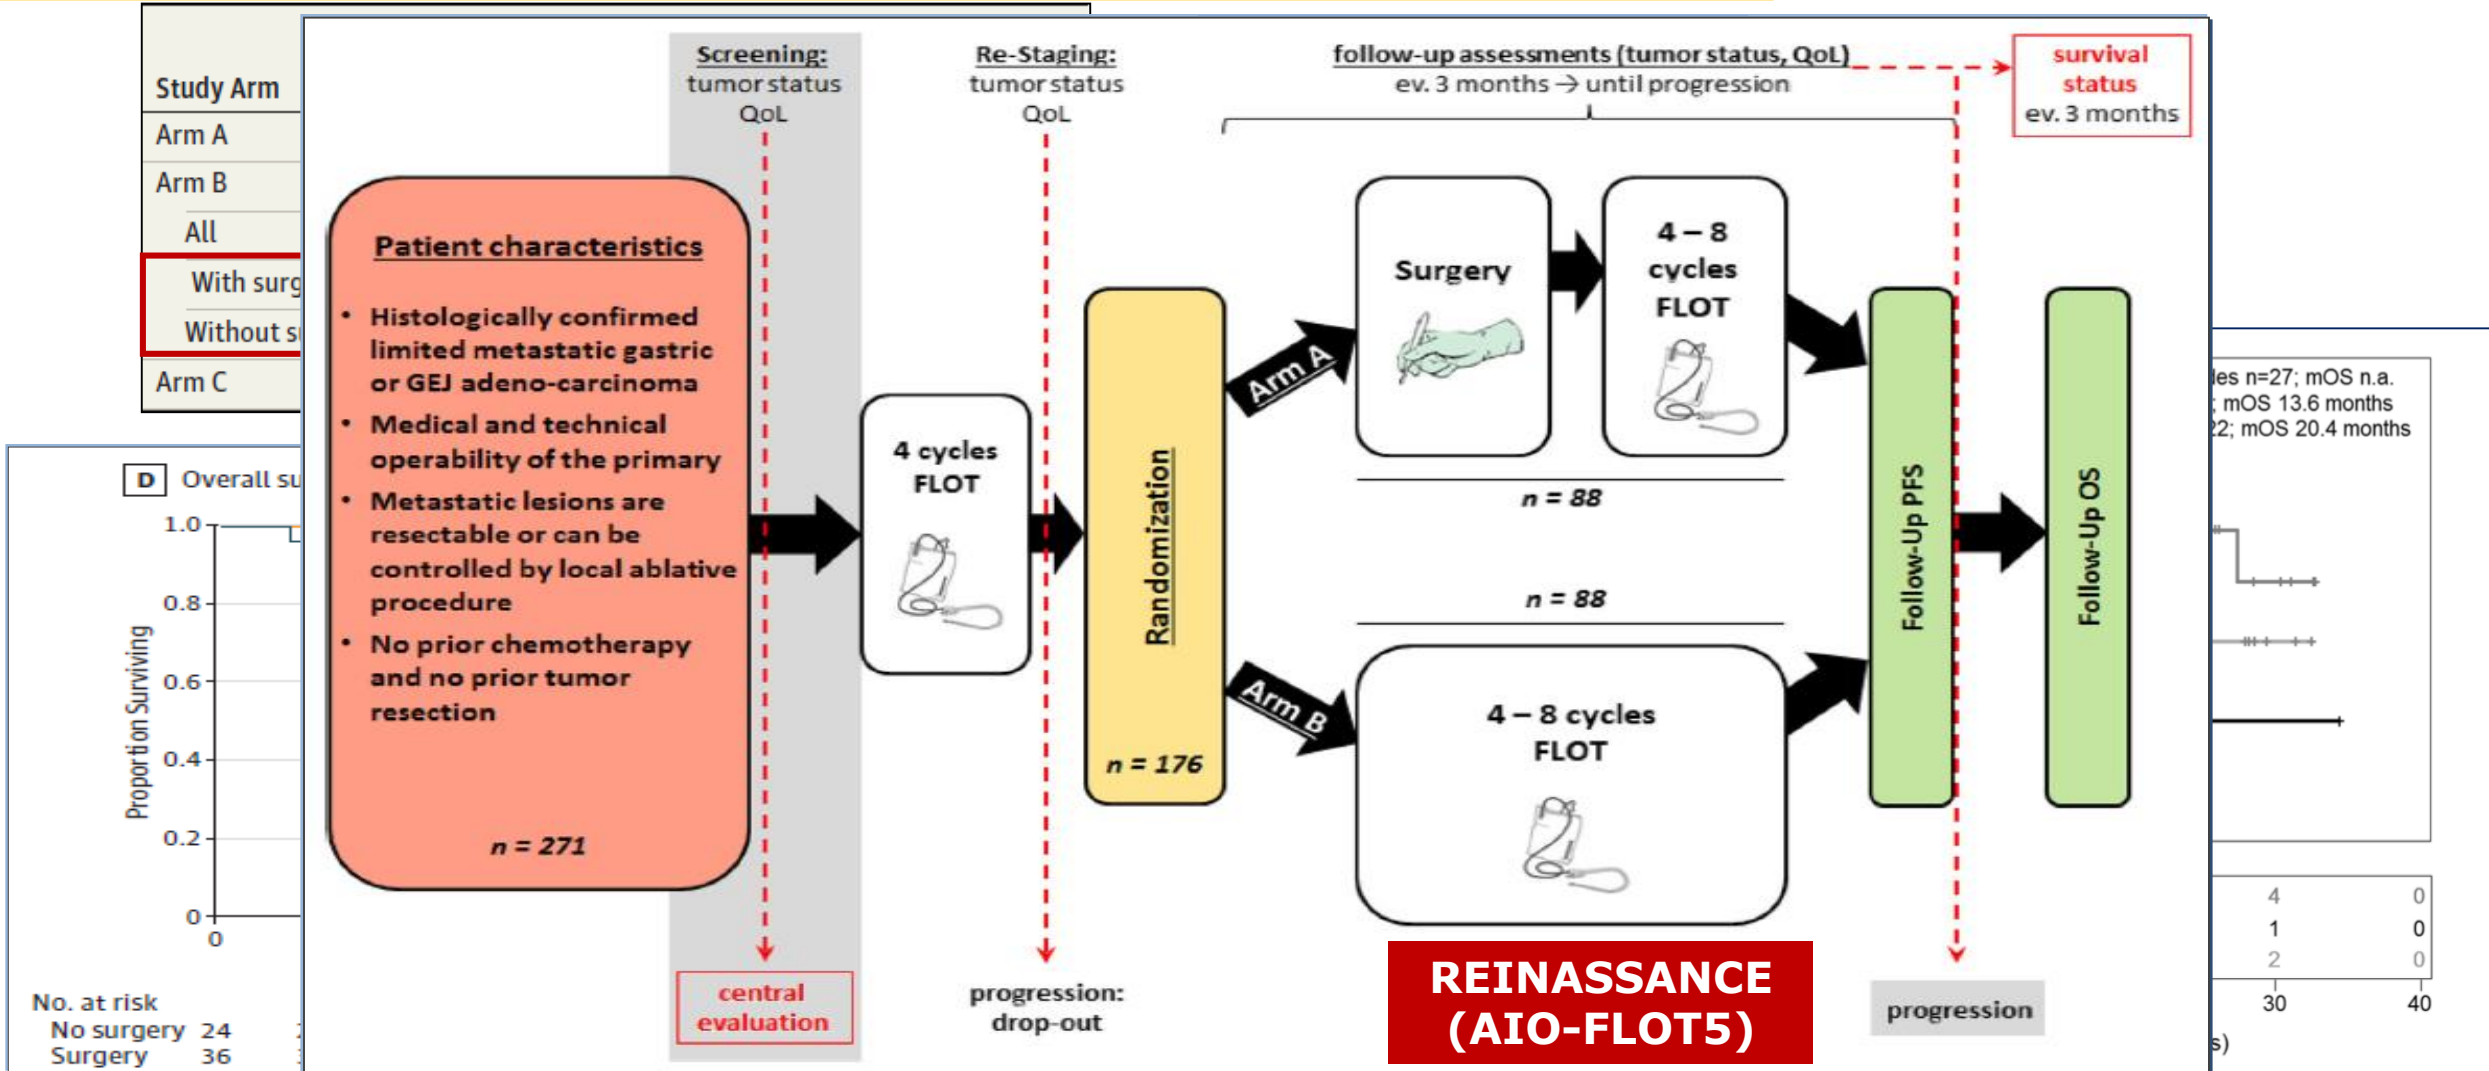 Study Arm
Arm A
Arm B
All
With surg
Without
Arm C
D Overall
1.0
0.8
0.6
0.4
0.2
0
0
Proportion Surviving
No. at risk
No surgery 24
Surgery 36
Screening:
tumor status
QoL
Re-Staging:
tumor status
QoL
follow-up assessments (tumor status, QoL)
ev. 3 months → until progression
survival
status
ev. 3 months
Patient characteristics
• Histologically confirmed
limited metastatic gastric
or GEJ adeno-carcinoma
• Medical and technical
operability of the primary
• Metastatic lesions are
resectable or can be
controlled by local ablative
procedure
• No prior chemotherapy
and no prior tumor
resection
n = 271
4 cycles
FLOT
Randomization
n = 176
Arm A
Surgery
4 – 8
cycles
FLOT
n = 88
n = 88
Arm B
4 – 8 cycles
FLOT
Follow-Up PFS
Follow-Up OS
central
evaluation
progression:
drop-out
REINASSANCE
(AIO-FLOT5)
progression
les n=27; mOS n.a.
; mOS 13.6 months
22; mOS 20.4 months
4 0
1 0
2 0
30 40
s)